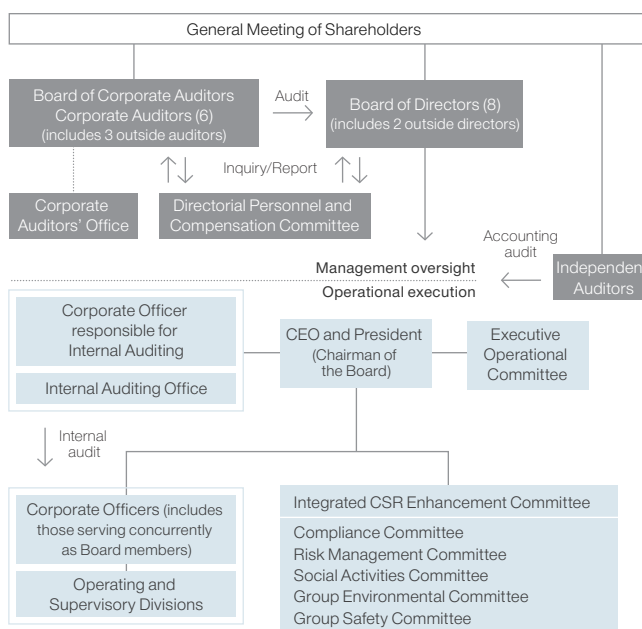 General Meeting of Shareholders
Board of Corporate Auditors
Corporate Auditors (6)
(includes 3 outside auditors)
Audit
Board of Directors (8)
(includes 2 outside directors)
Inquiry/Report
Corporate
Auditors’ Office
Directorial Personnel and
Compensation Committee
Accounting
audit
Independen
Auditors
Management oversight
Operational execution
Corporate Officer
responsible for
Internal Auditing
Internal Auditing Office
CEO and President
(Chairman of
the Board)
Executive
Operational
Committee
Internal
audit
Corporate Officers (includes
those serving concurrently
as Board members)
Operating and
Supervisory Divisions
Integrated CSR Enhancement Committee
Compliance Committee
Risk Management Committee
Social Activities Committee
Group Environmental Committee
Group Safety Committee